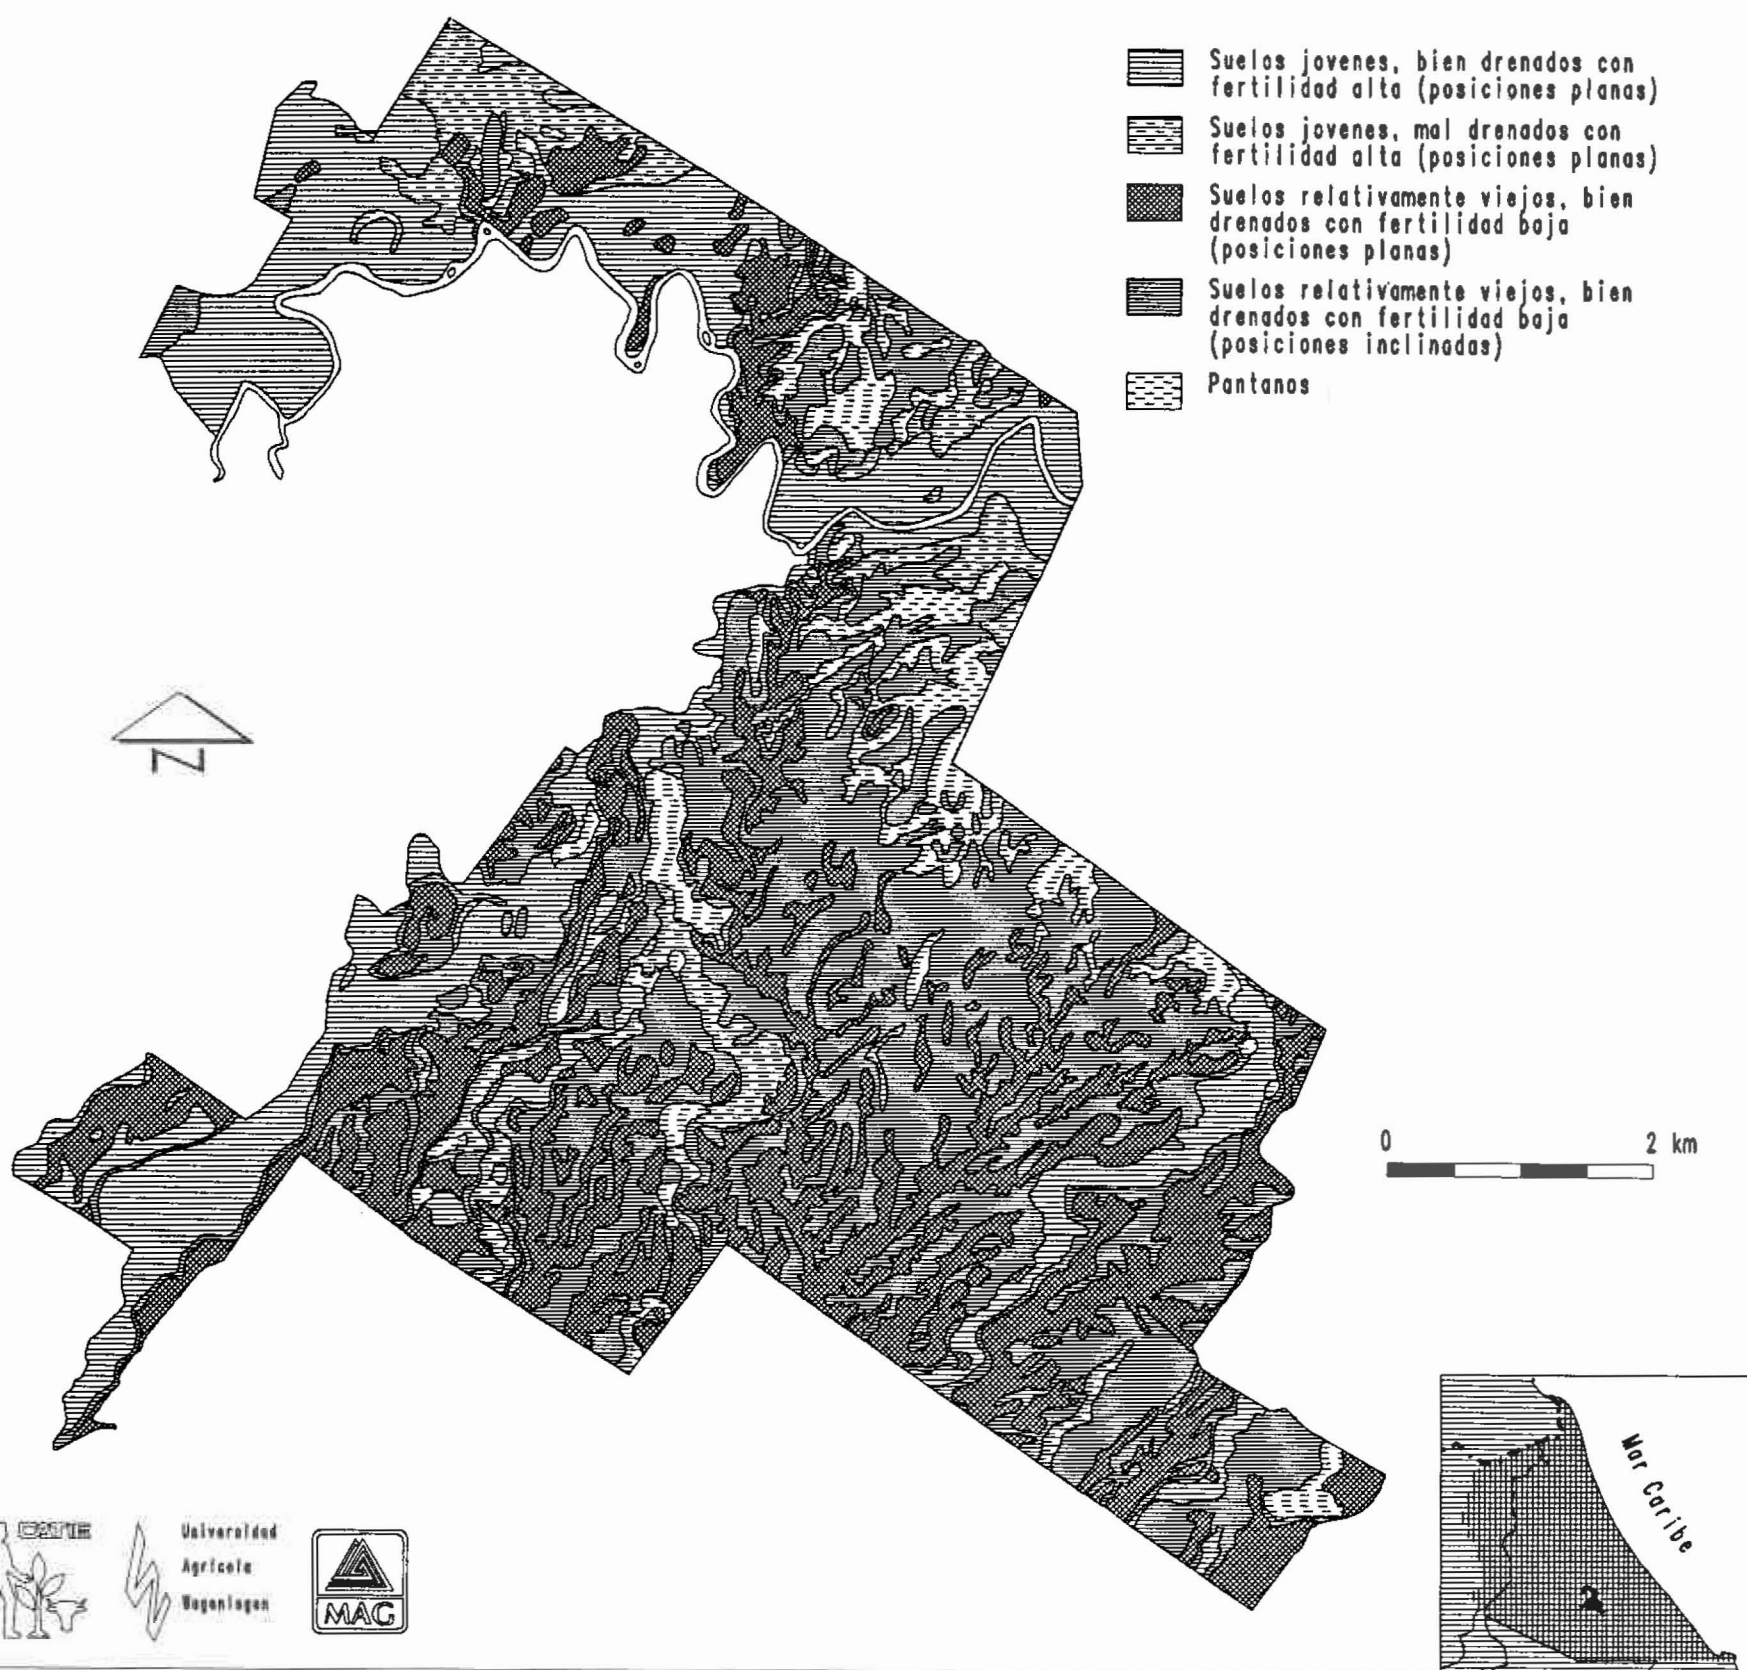 Suelos jovenes, bien drenados con
fertilidad alta (posiciones planas)
Suelos jovenes, mal drenados con
fertilidad alta (posiciones planas)
Suelos relativamente viejos, bien
drenados con fertilidad baja
(posiciones planas)
Suelos relativamente viejos, bien
drenados con fertilidad baja
(posiciones inclinadas)
Pantanos
N
0 2 km
Mar Caribe
CATIE
Universidad
Agricola
Wageningen
MAG